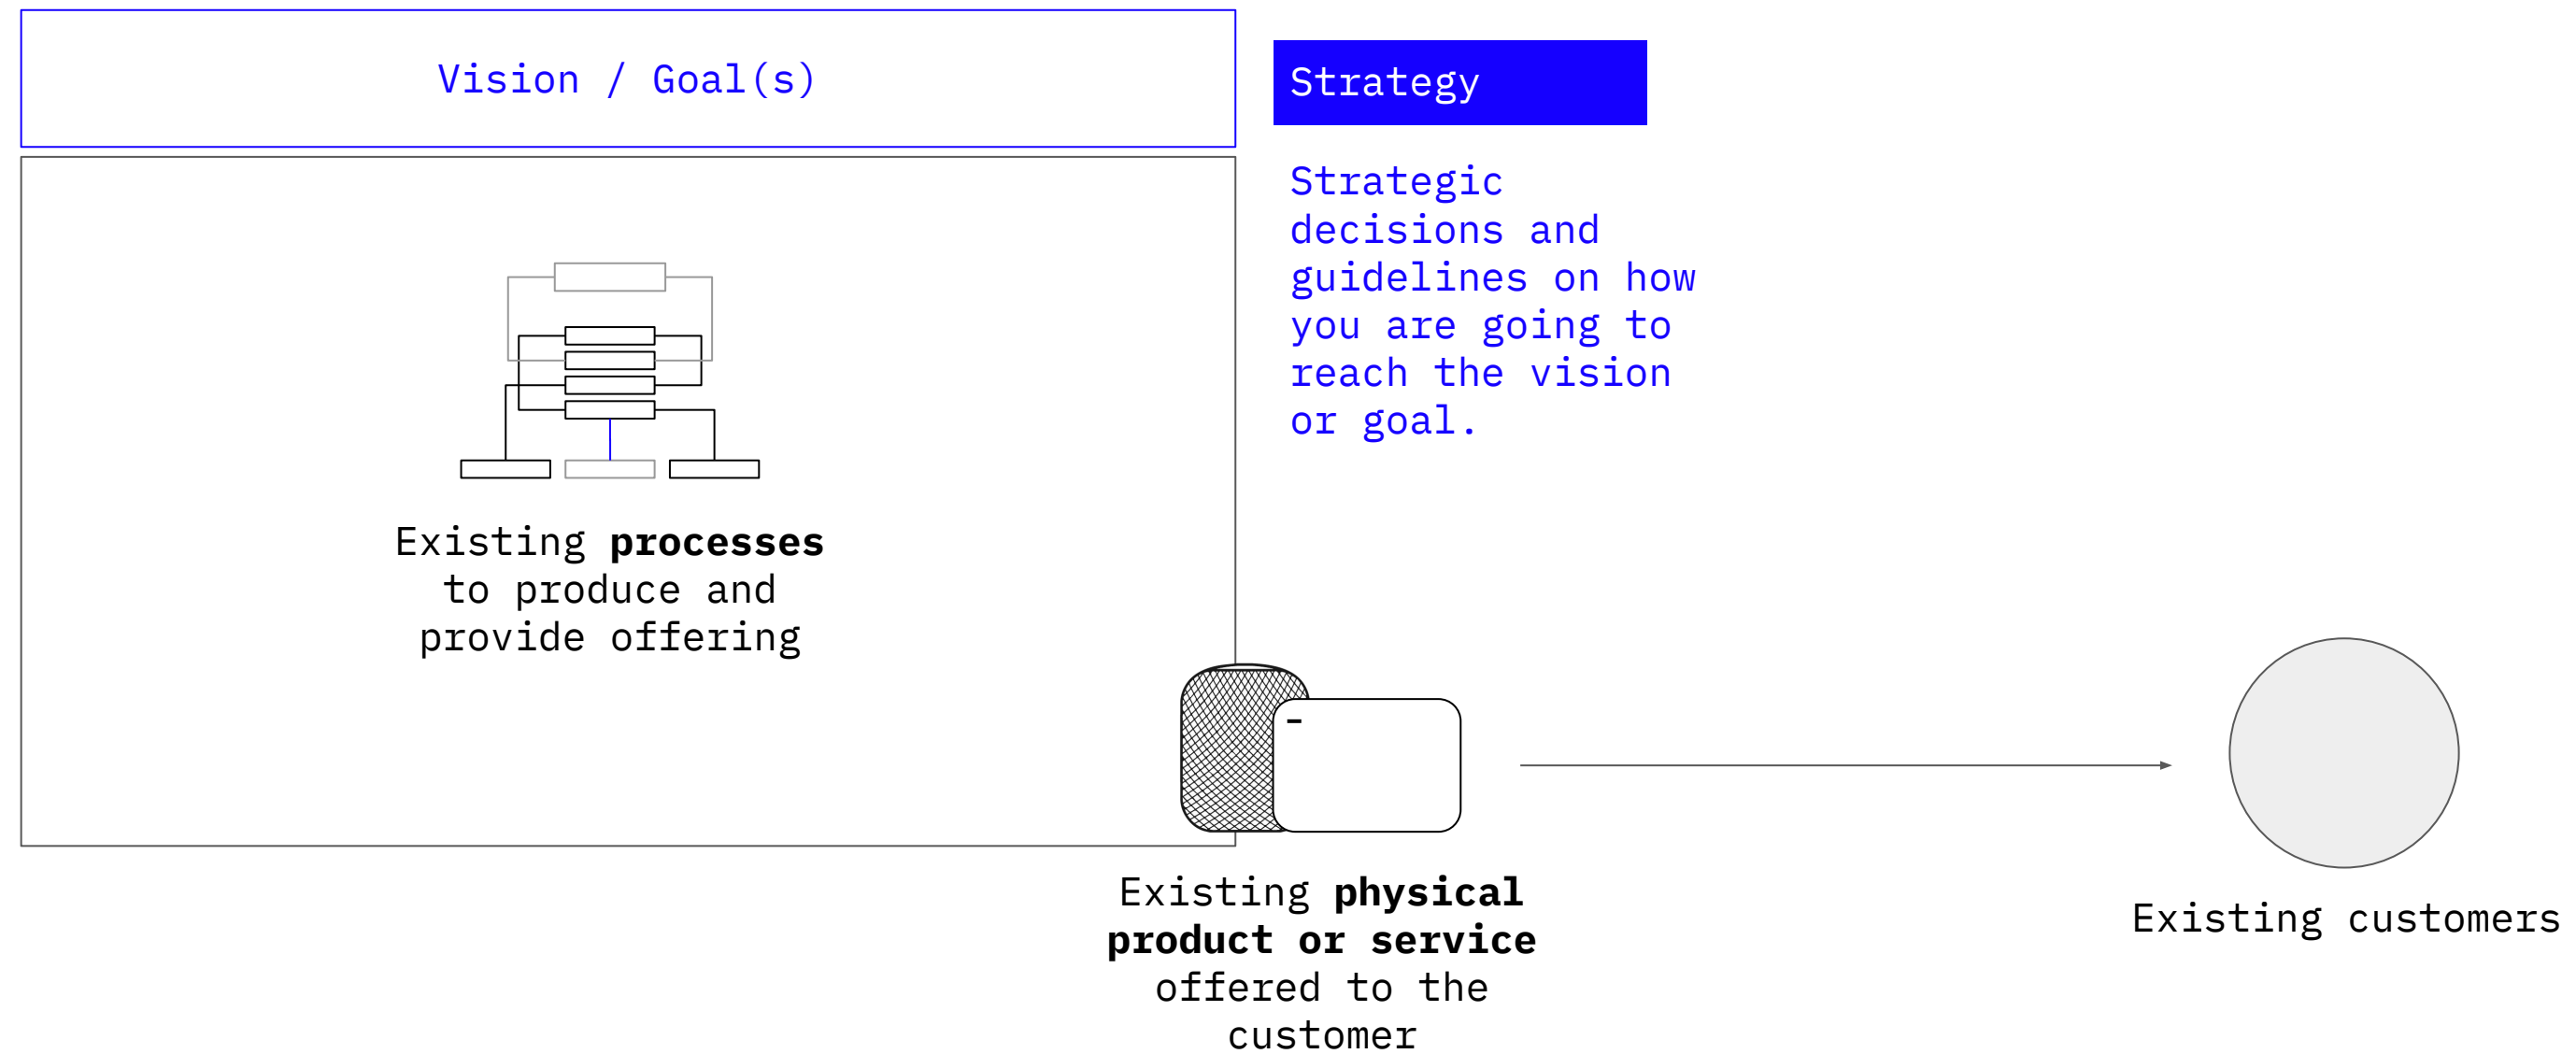 Vision / Goal(s)
Strategy
Strategic
decisions and
guidelines on how
you are going to
reach the vision
or goal.
Existing processes
to produce and
provide offering
Existing physical
product or service
offered to the
customer
Existing customers